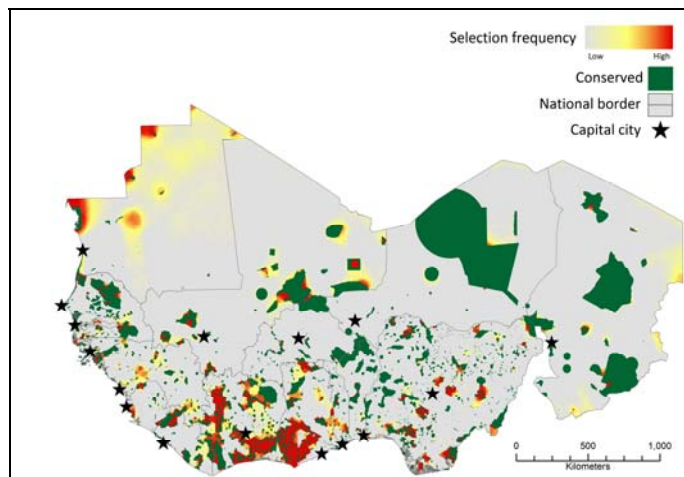 Selection frequency
Low High
Conserved
National border
Capital city
0 500 1,000
Kilometers